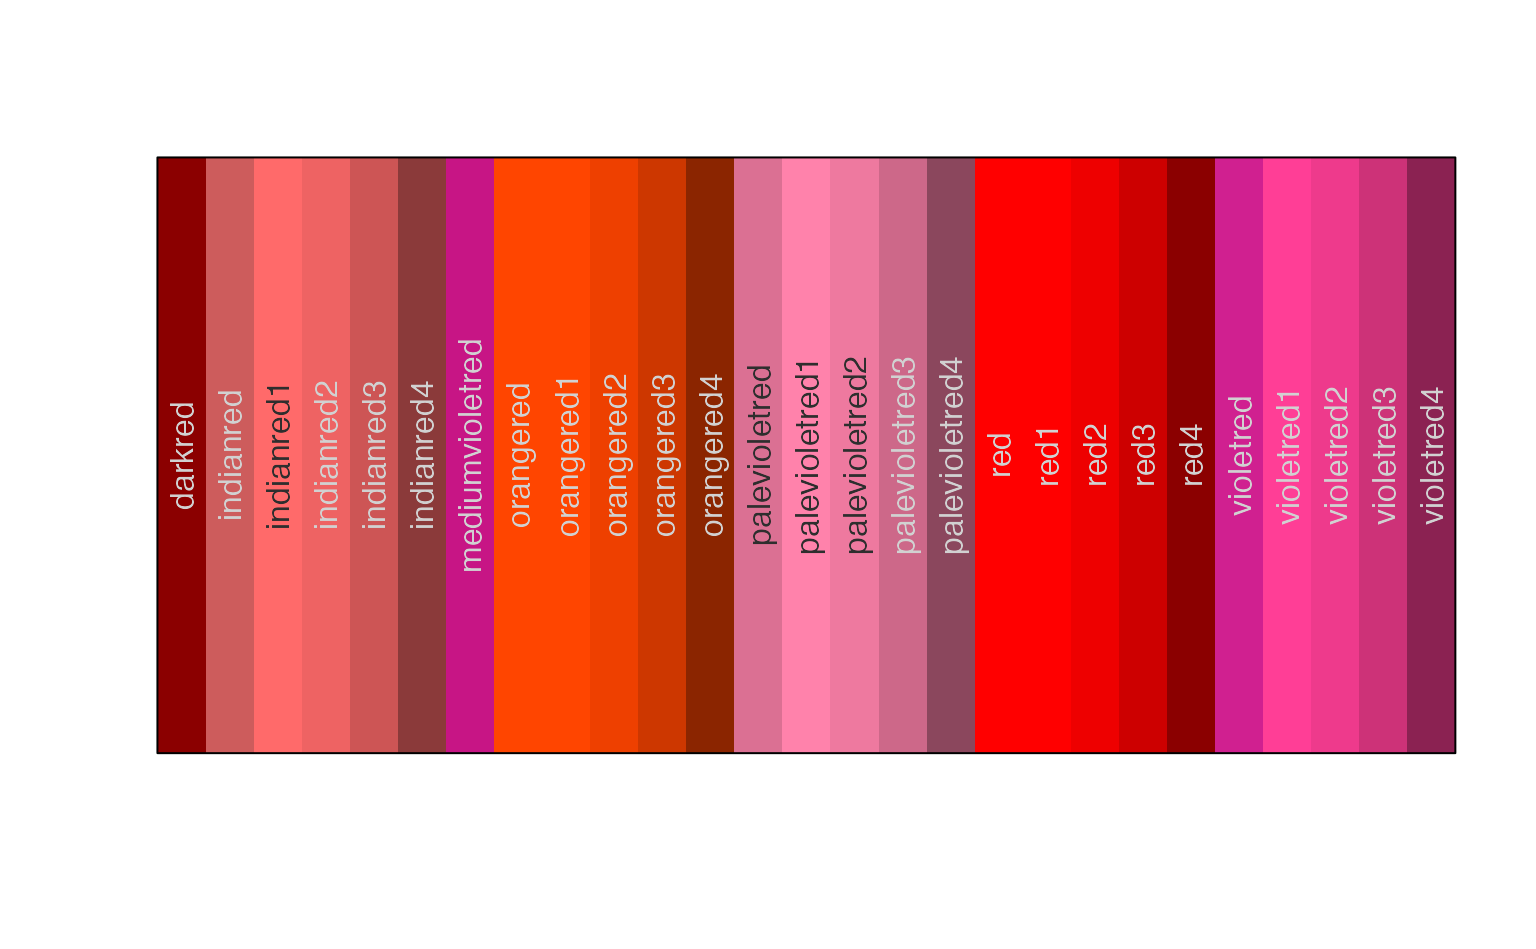 darkred
indianred
indianred1
indianred2
indianred3
indianred4
mediumvioletred
orangered
orangered1
orangered2
orangered3
orangered4
palevioletred
palevioletred1
palevioletred2
palevioletred3
palevioletred4
red
red1
red2
red3
red4
violetred
violetred1
violetred2
violetred3
violetred4